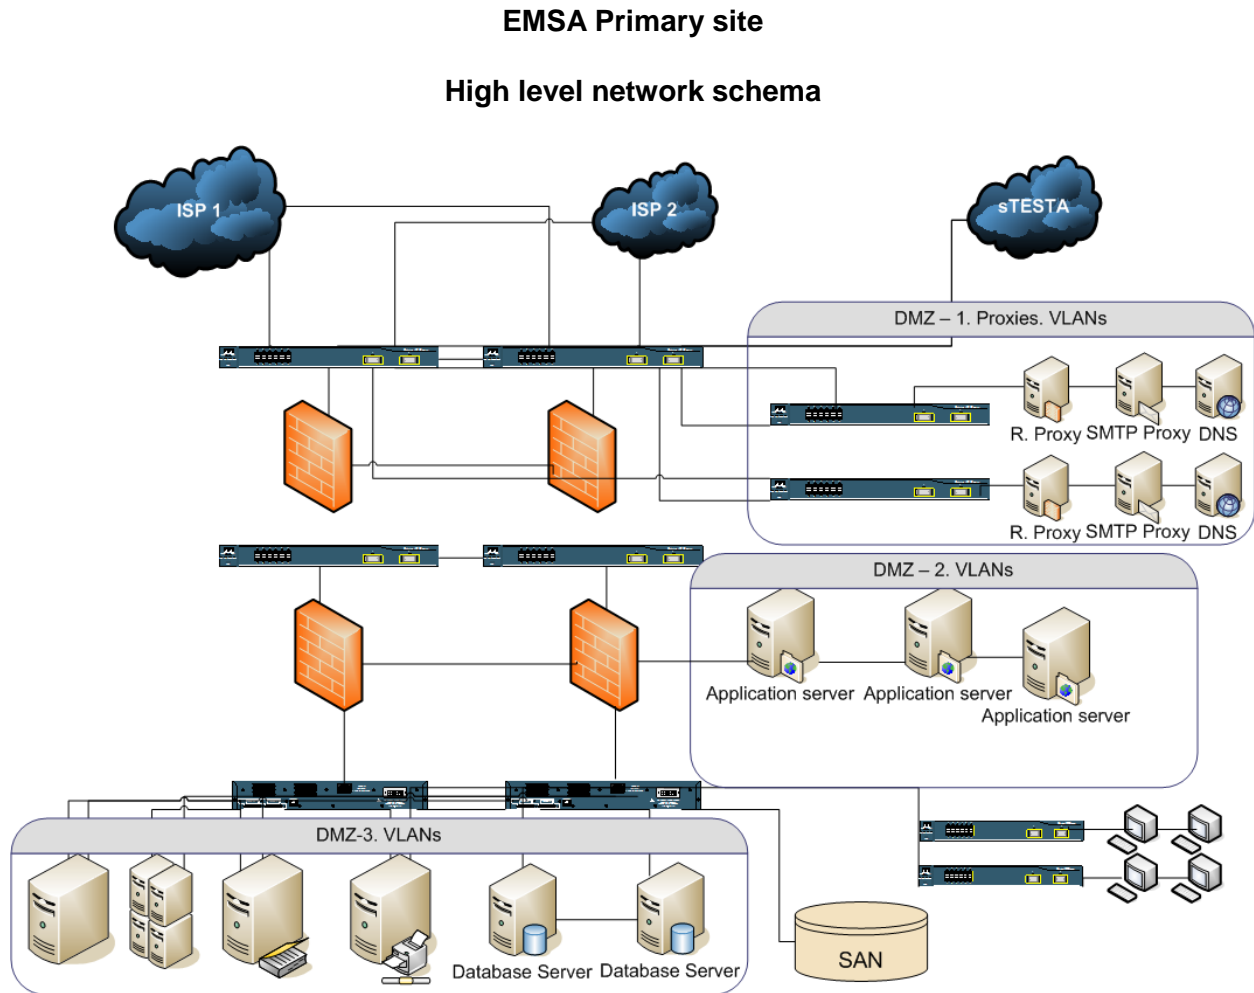 EMSA Primary site
High level network schema
ISP 1
ISP 2
sTESTA
DMZ – 1. Proxies. VLANs
R. Proxy SMTP Proxy DNS
R. Proxy SMTP Proxy DNS
DMZ – 2. VLANs
Application server
Application server
Application server
DMZ-3. VLANs
Database Server
Database Server
SAN